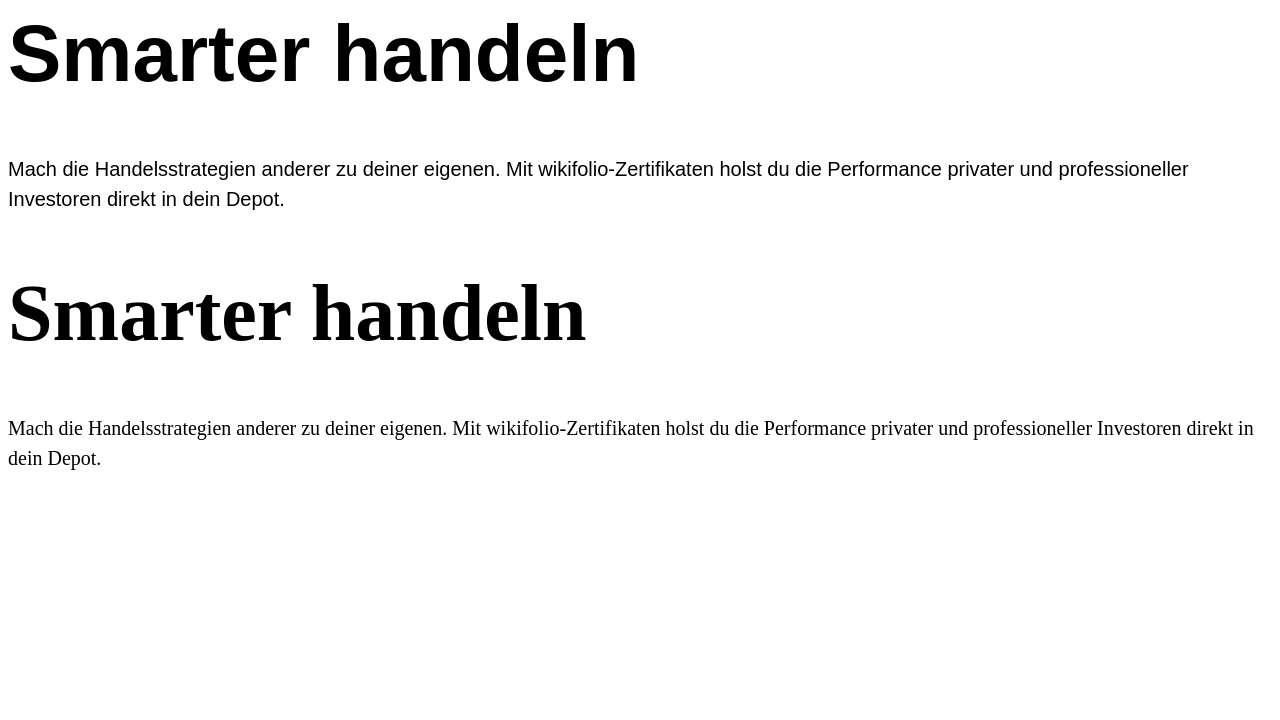 Smarter handeln
Mach die Handelsstrategien anderer zu deiner eigenen. Mit wikifolio-Zertifikaten holst du die Performance privater und professioneller
Investoren direkt in dein Depot.
Smarter handeln
Mach die Handelsstrategien anderer zu deiner eigenen. Mit wikifolio-Zertifikaten holst du die Performance privater und professioneller Investoren direkt in
dein Depot.